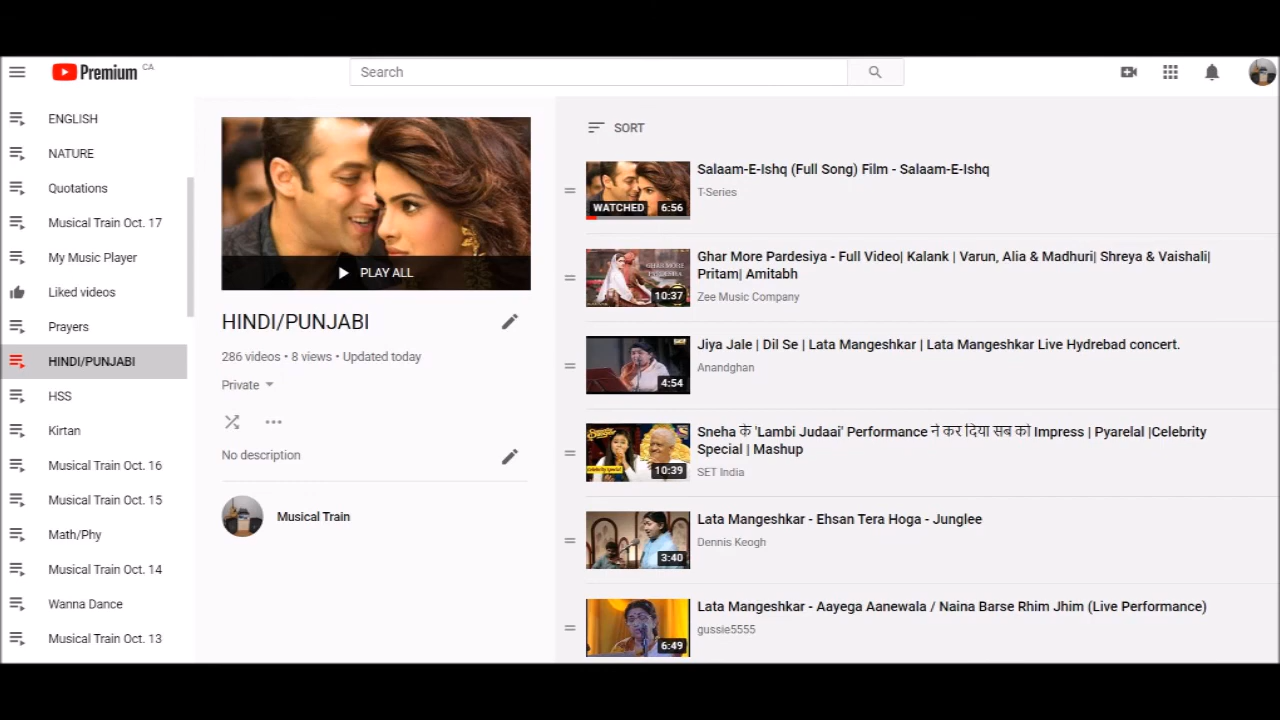 Premium CA
Search
ENGLISH
NATURE
Quotations
Musical Train Oct. 17
My Music Player
Liked videos
Prayers
HINDI/PUNJABI
HSS
Kirtan
Musical Train Oct. 16
Musical Train Oct. 15
Math/Phy
Musical Train Oct. 14
Wanna Dance
Musical Train Oct. 13
PLAY ALL
HINDI/PUNJABI
286 videos • 8 views • Updated today
Private
No description
Musical Train
SORT
WATCHED 6:56
Salaam-E-Ishq (Full Song) Film - Salaam-E-Ishq
T-Series
GHAR MORE
PARDESIYA
10:37
Ghar More Pardesiya - Full Video| Kalank | Varun, Alia & Madhuri| Shreya & Vaishali|
Pritam| Amitabh
Zee Music Company
4:54
Jiya Jale | Dil Se | Lata Mangeshkar | Lata Mangeshkar Live Hydrebad concert.
Anandghan
10:39
Sneha के 'Lambi Judaai' Performance ने कर दिया सब को Impress | Pyarelal |Celebrity
Special | Mashup
SET India
3:40
Lata Mangeshkar - Ehsan Tera Hoga - Junglee
Dennis Keogh
6:49
Lata Mangeshkar - Aayega Aanewala / Naina Barse Rhim Jhim (Live Performance)
gussie5555